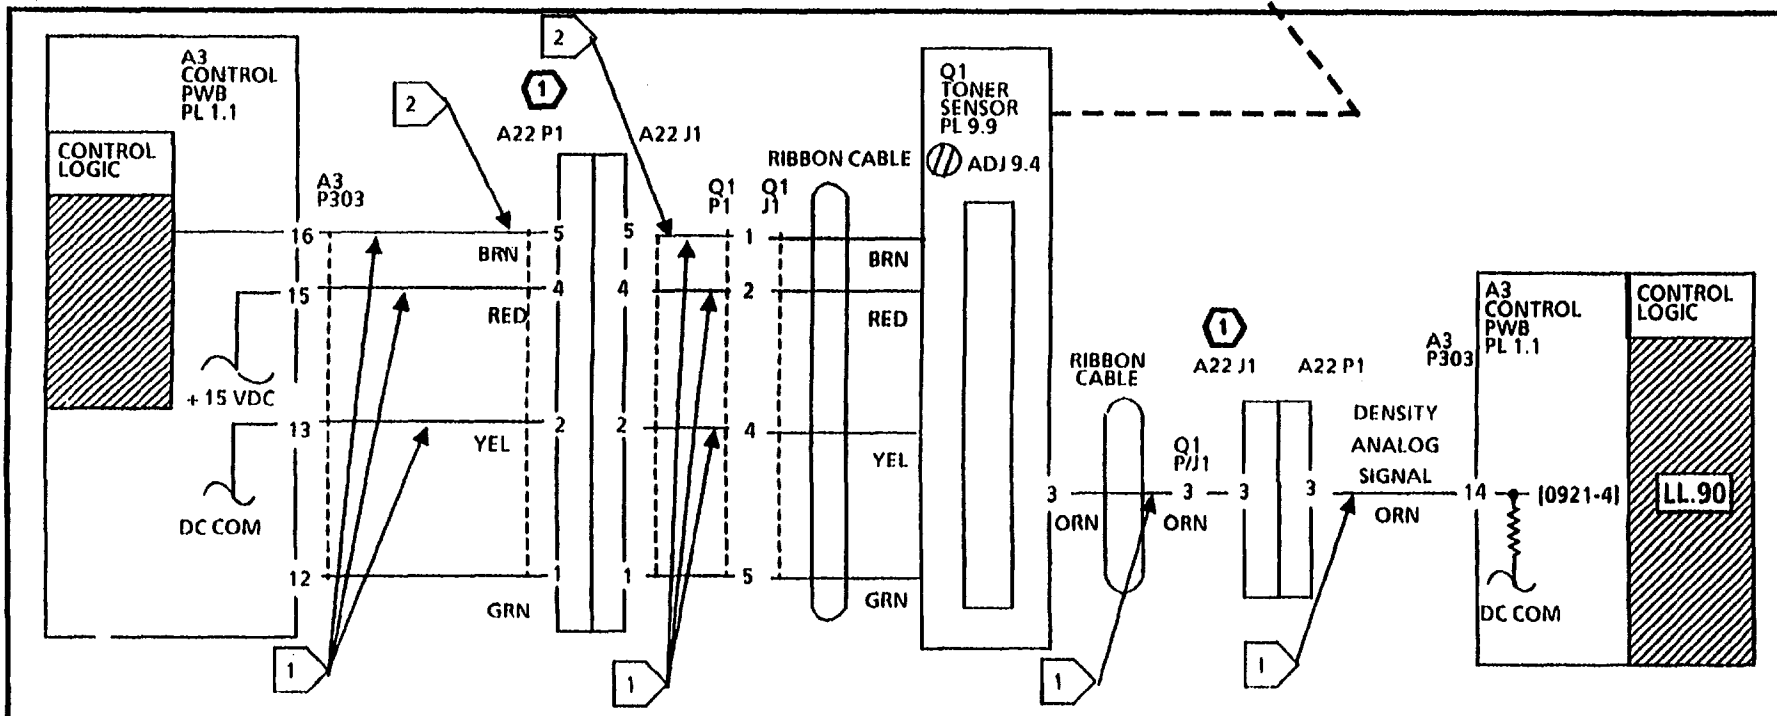 A3
CONTROL
PWB
PL 1.1
CONTROL
LOGIC
A3
P303
16
15
+ 15 VDC
13
DC COM
12
2
2
1
A22 P1
A22 J1
BRN
RED
YEL
GRN
5
4
2
1
5
4
2
1
Q1
P1
Q1
J1
1
2
4
5
RIBBON CABLE
BRN
RED
YEL
GRN
1
1
Q1
TONER
SENSOR
PL 9.9
ADJ 9.4
3
ORN
RIBBON
CABLE
Q1
P/J1
3
ORN
1
A22 J1
A22 P1
3
3
DENSITY
ANALOG
SIGNAL
ORN
1
1
A3
P303
14
A3
CONTROL
PWB
PL 1.1
(0921-4)
DC COM
CONTROL
LOGIC
LL.90